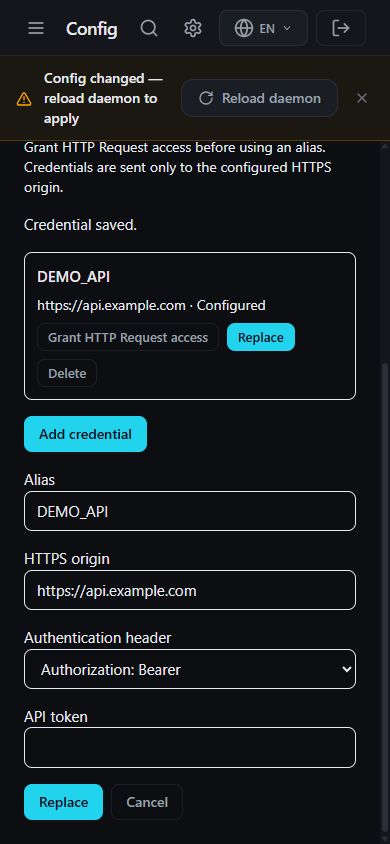 Config
EN
Config changed —
reload daemon to
apply
Reload daemon
Grant HTTP Request access before using an alias.
Credentials are sent only to the configured HTTPS
origin.
Credential saved.
DEMO_API
https://api.example.com · Configured
Grant HTTP Request access
Replace
Delete
Add credential
Alias
DEMO_API
HTTPS origin
https://api.example.com
Authentication header
Authorization: Bearer
API token
Replace
Cancel